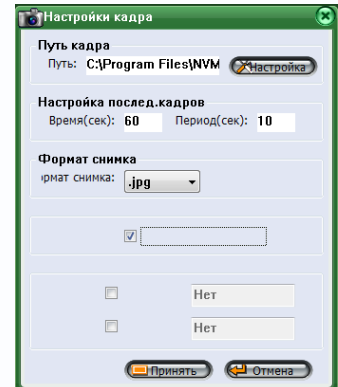 Настройки кадра
Путь кадра
Путь: C:\Program Files\NVM Настройка
Настройка послед.кадров
Время(сек): 60 Период(сек): 10
Формат снимка
рмат снимка: .jpg
Нет
Нет
Принять Отмена